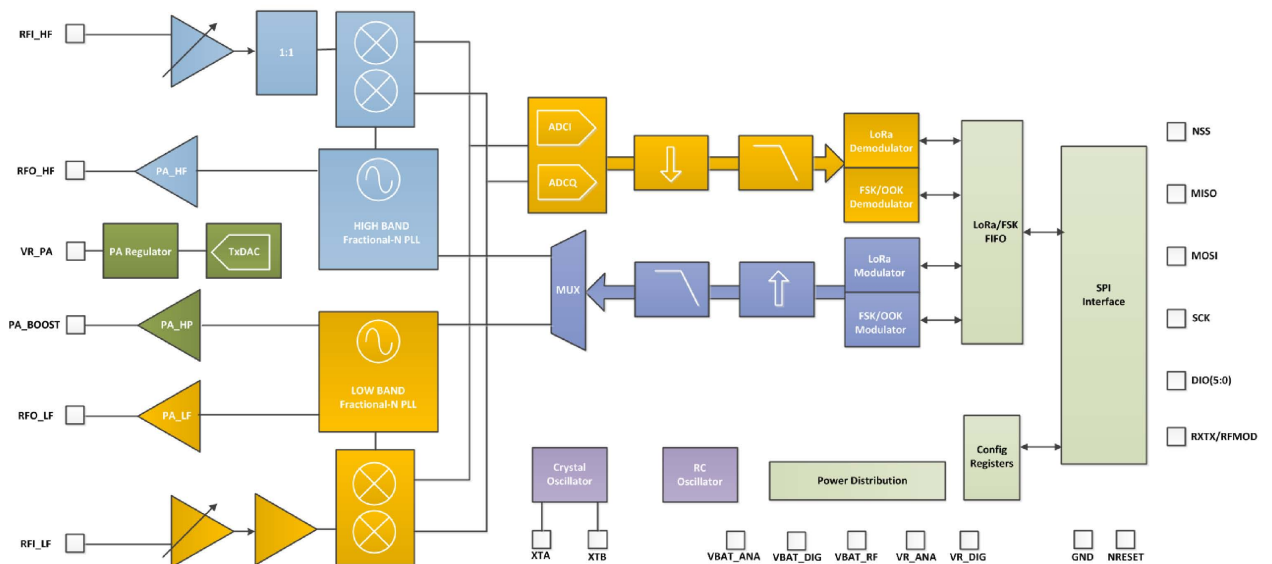 RFI_HF
1:1
RFO_HF
PA_HF
HIGH BAND
Fractional-N PLL
VR_PA
PA Regulator
TxDAC
PA_BOOST
PA_HP
LOW BAND
Fractional-N PLL
RFO_LF
PA_LF
RFI_LF
ADCI
ADCQ
MUX
LoRa
Demodulator
FSK/OOK
Demodulator
LoRa
Modulator
FSK/OOK
Modulator
LoRa/FSK
FIFO
SPI
Interface
NSS
MISO
MOSI
SCK
DIO(5:0)
RXTX/RFMOD
Crystal
Oscillator
RC
Oscillator
Power Distribution
Config
Registers
XTA
XTB
VBAT_ANA
VBAT_DIG
VBAT_RF
VR_ANA
VR_DIG
GND
NRESET